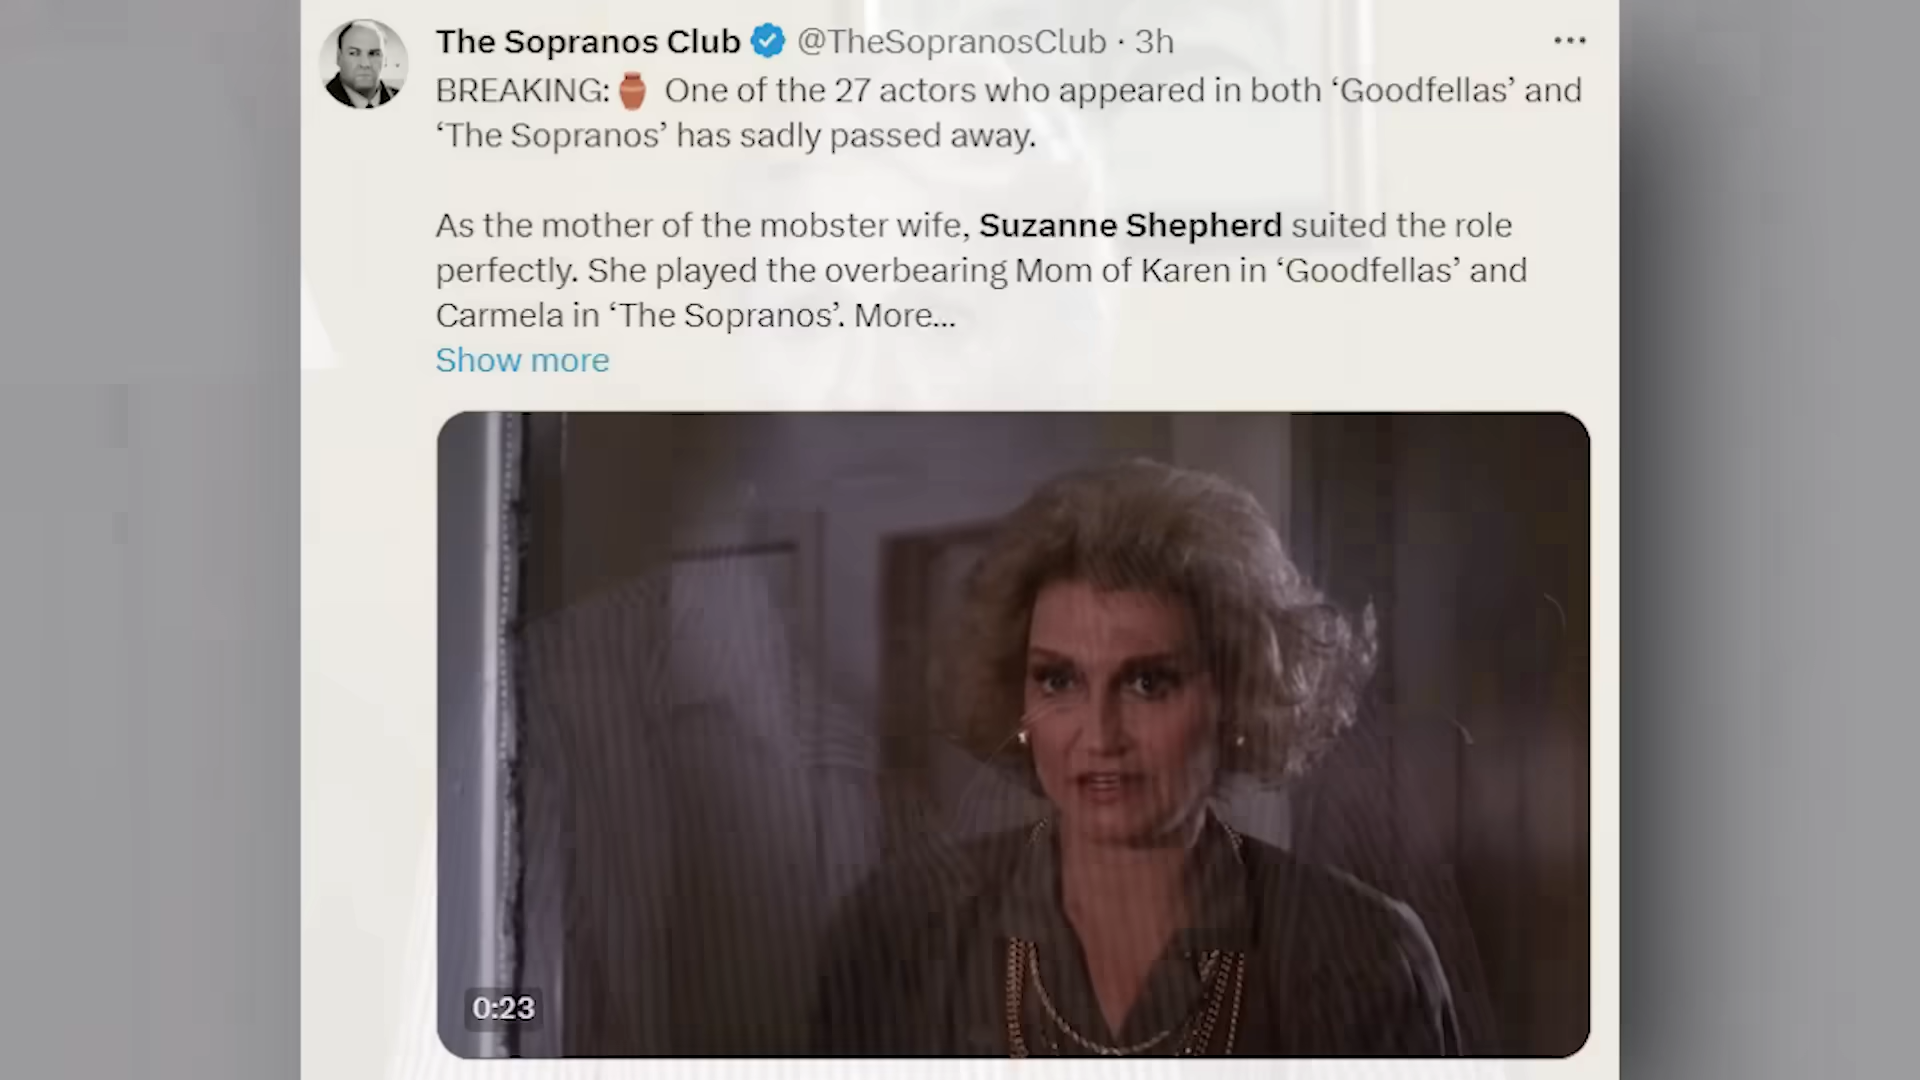 The Sopranos Club @TheSopranosClub · 3h
BREAKING:⚱️ One of the 27 actors who appeared in both ‘Goodfellas’ and
‘The Sopranos’ has sadly passed away.
As the mother of the mobster wife, Suzanne Shepherd suited the role
perfectly. She played the overbearing Mom of Karen in ‘Goodfellas’ and
Carmela in ‘The Sopranos’. More...
Show more
0:23